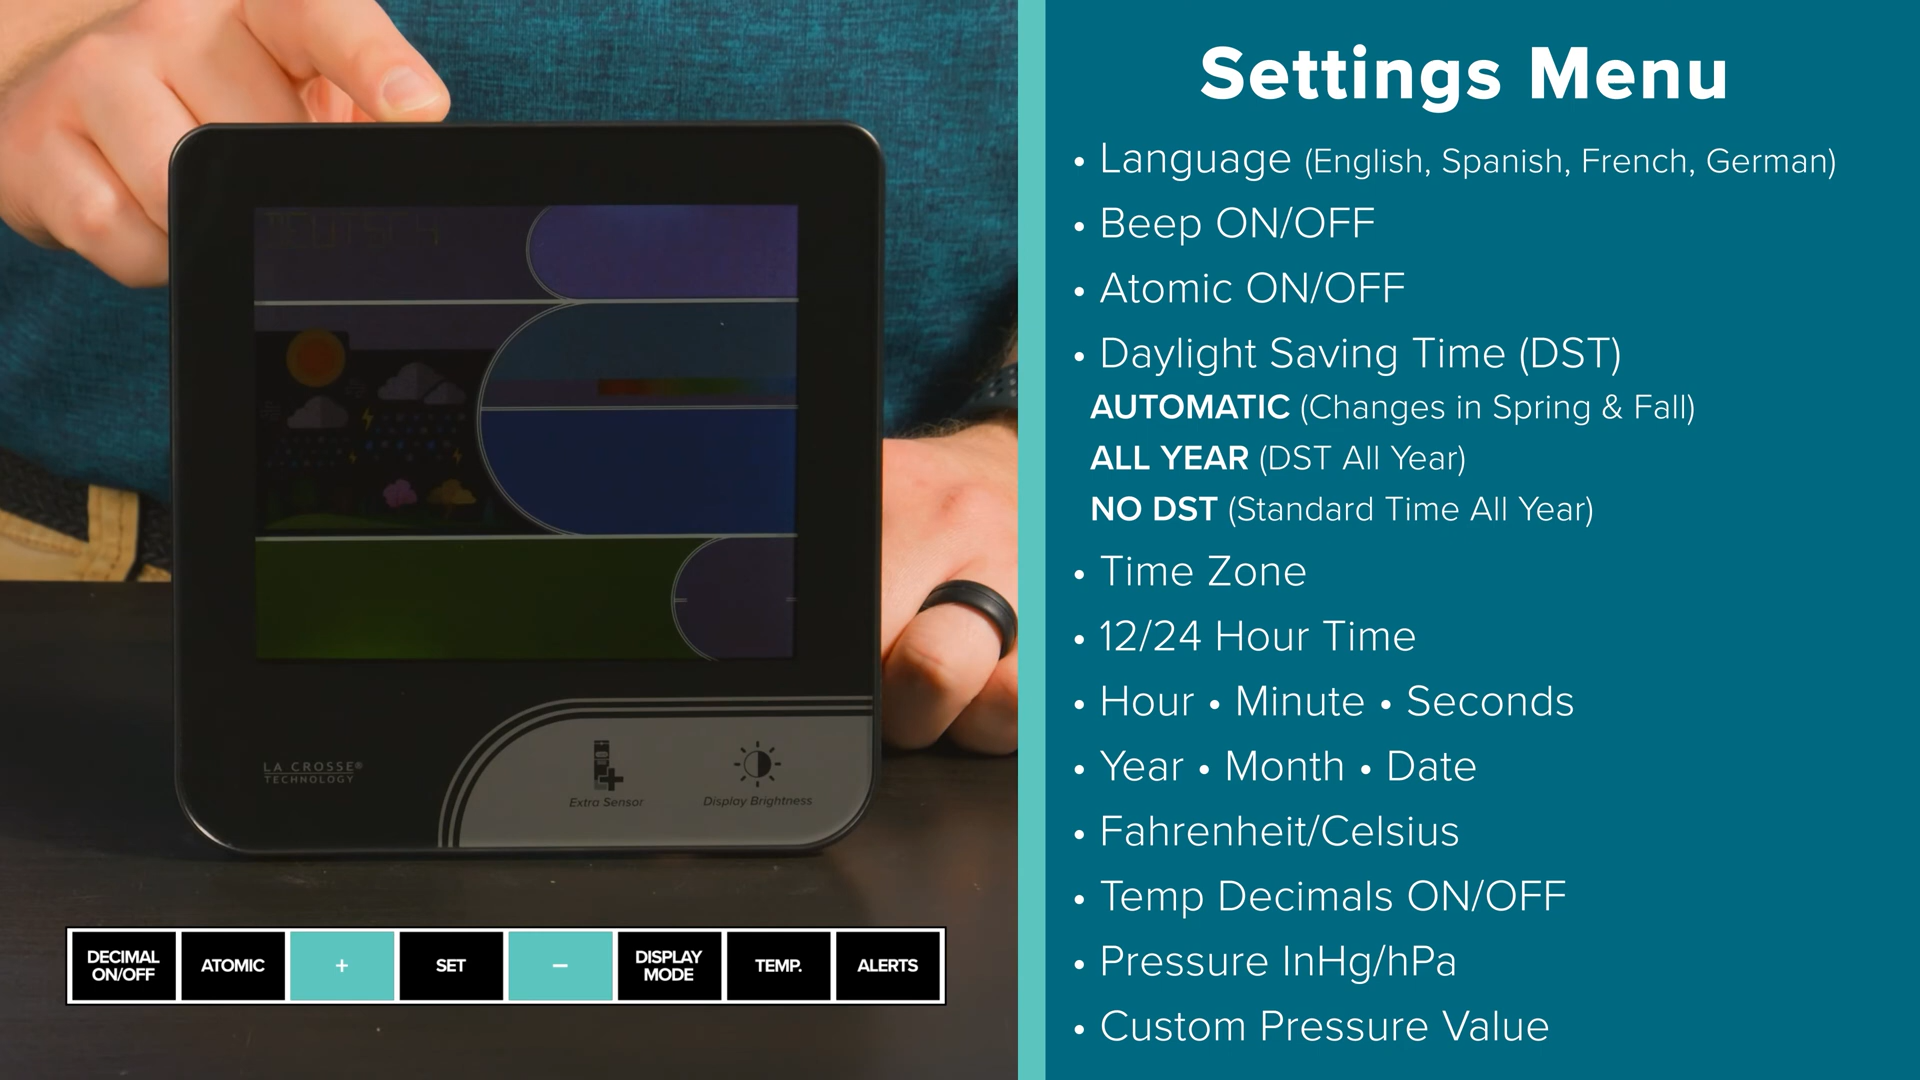 DEUTSCH
LA CROSSE®
TECHNOLOGY
Extra Sensor
Display Brightness
DECIMAL
ON/OFF
ATOMIC
+
SET
−
DISPLAY
MODE
TEMP.
ALERTS
Settings Menu
• Language (English, Spanish, French, German)
• Beep ON/OFF
• Atomic ON/OFF
• Daylight Saving Time (DST)
AUTOMATIC (Changes in Spring & Fall)
ALL YEAR (DST All Year)
NO DST (Standard Time All Year)
• Time Zone
• 12/24 Hour Time
• Hour • Minute • Seconds
• Year • Month • Date
• Fahrenheit/Celsius
• Temp Decimals ON/OFF
• Pressure InHg/hPa
• Custom Pressure Value